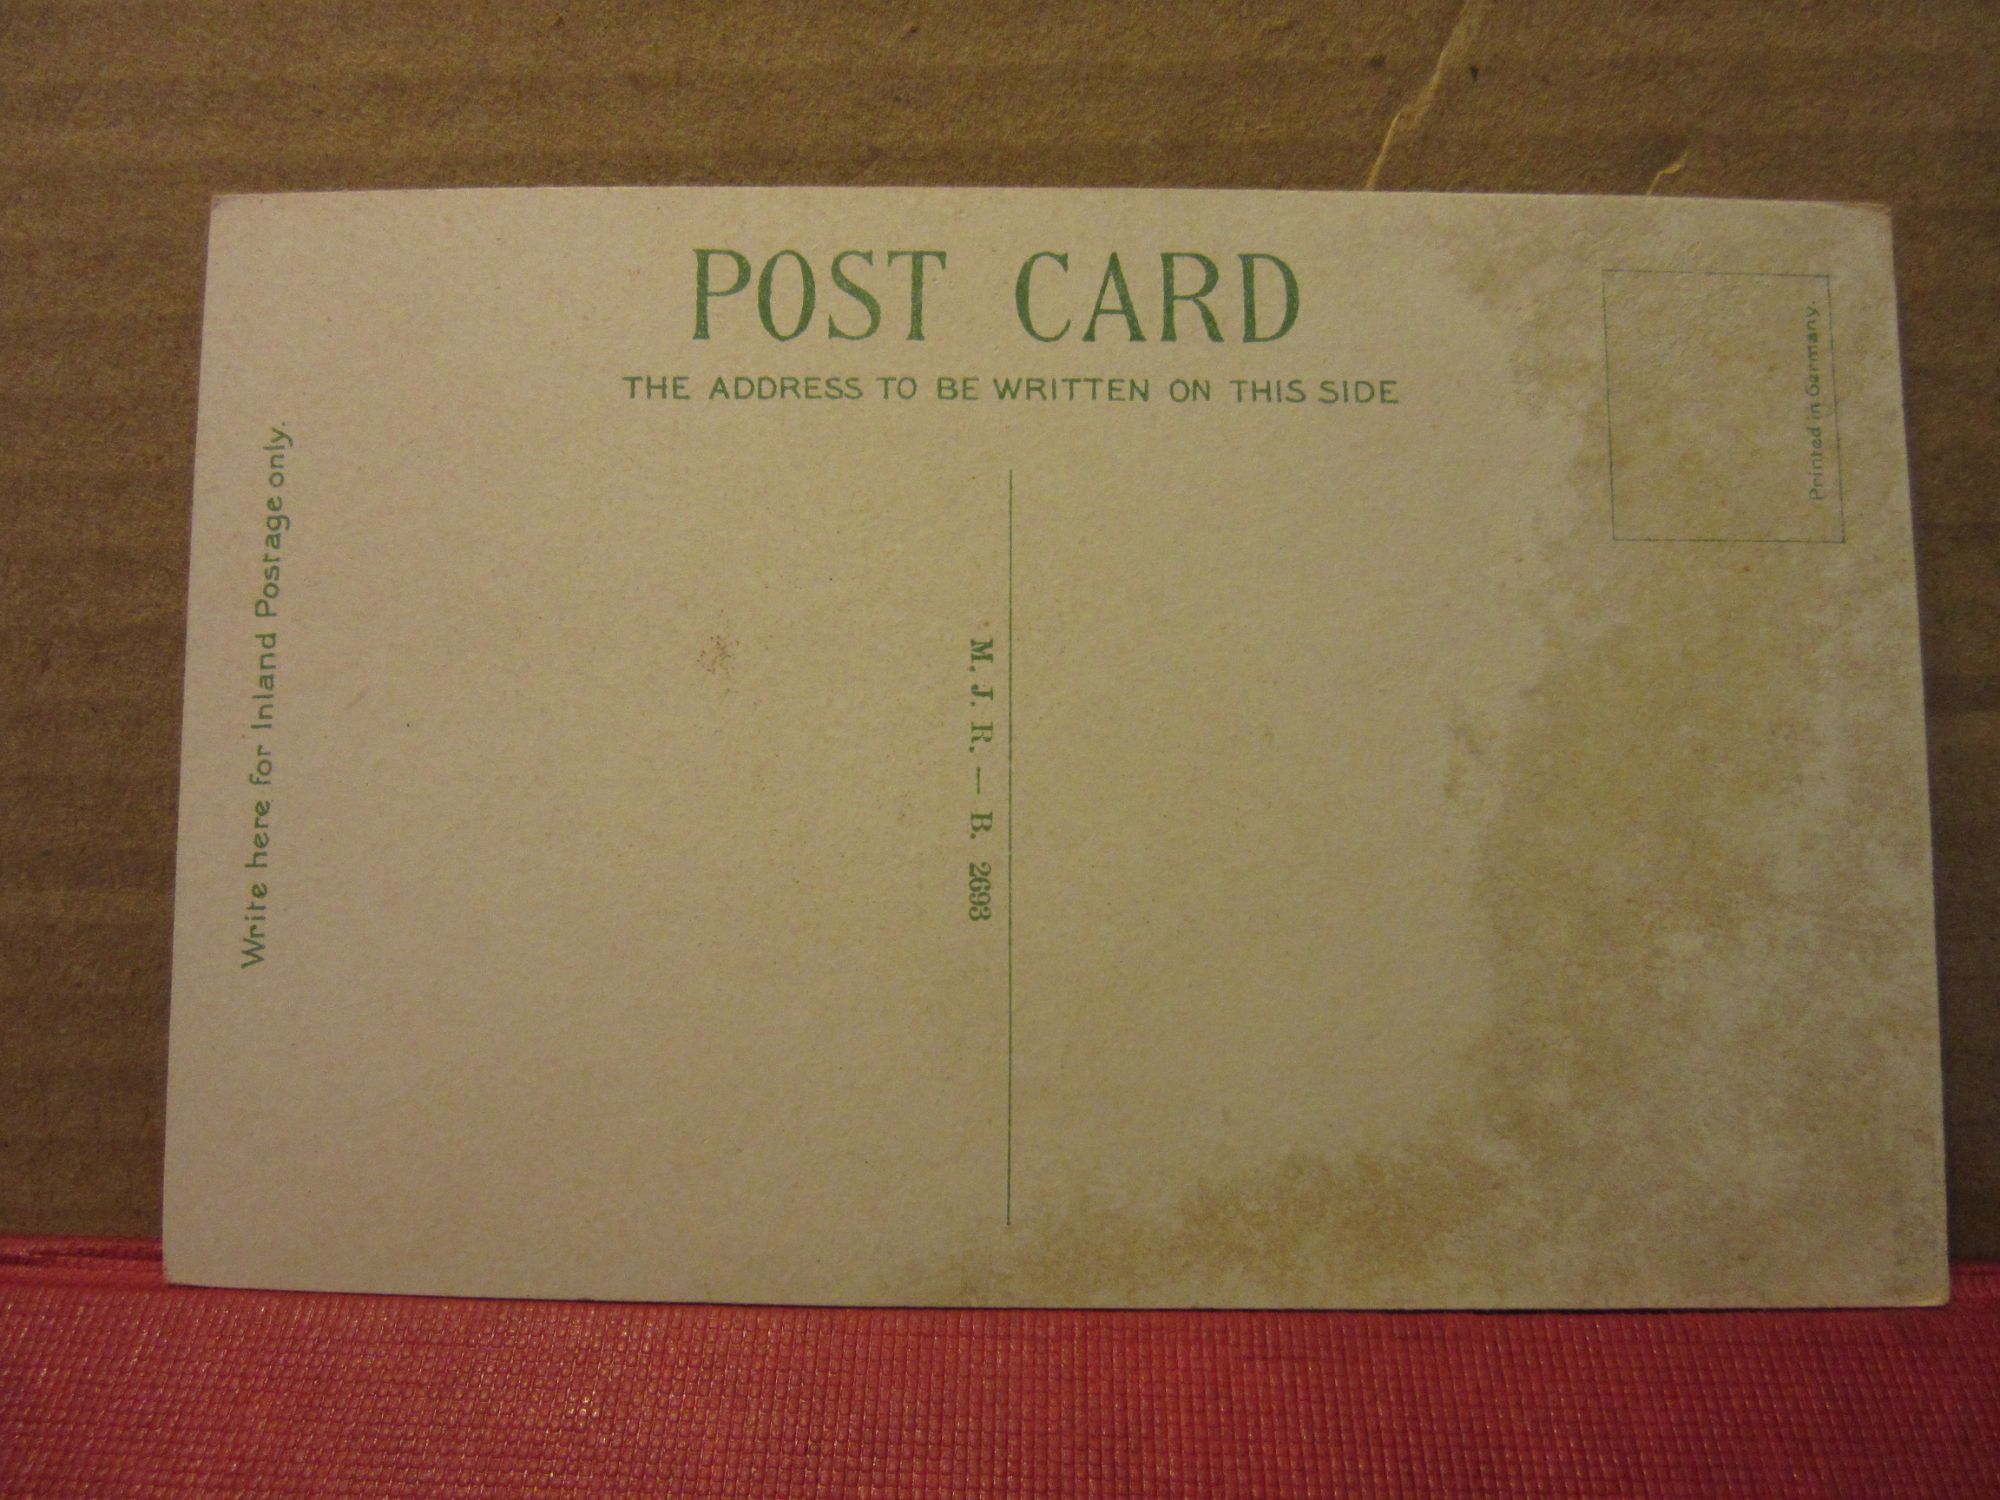 POST CARD
THE ADDRESS TO BE WRITTEN ON THIS SIDE
Write here for Inland Postage only.
M. J. R. — B. 2693
Printed in Germany.